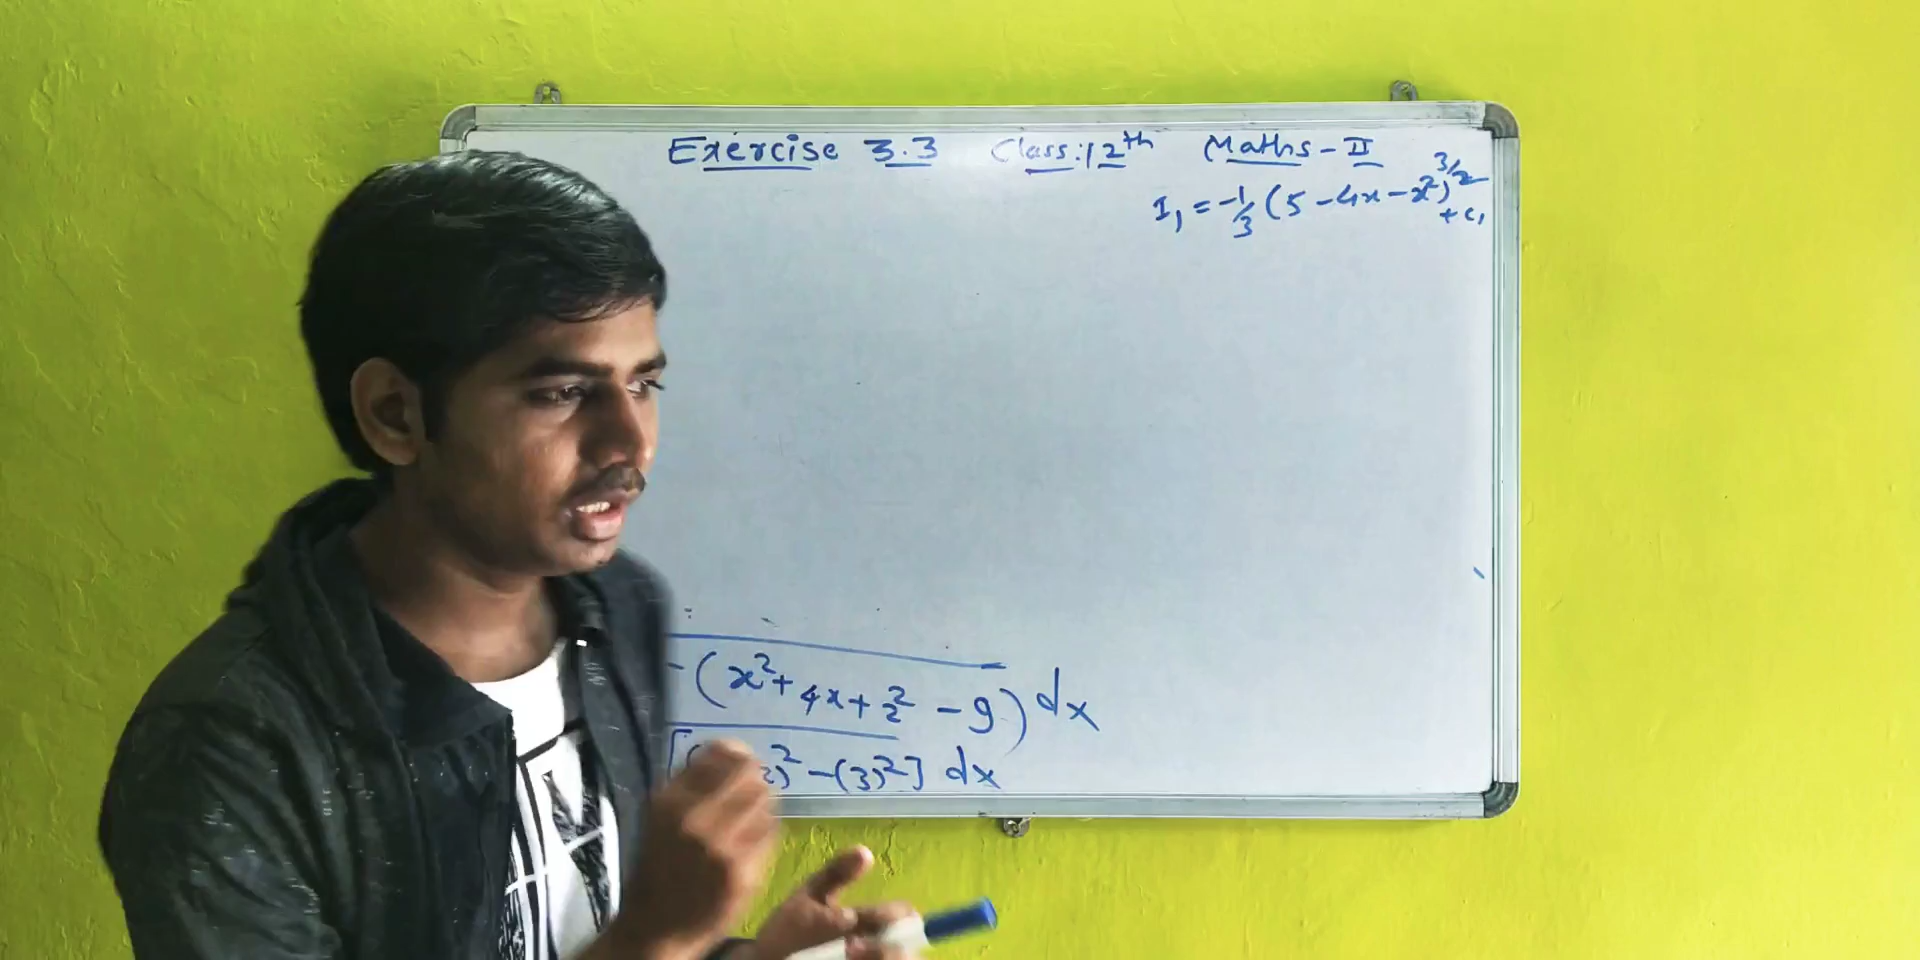 Exercise 3.3 Class:12th Maths-II
I₁ = -1/3 (5 - 4x - x²)^3/2
+ c₁
-(x² + 4x + 2² - 9) dx
)² - (3)²] dx